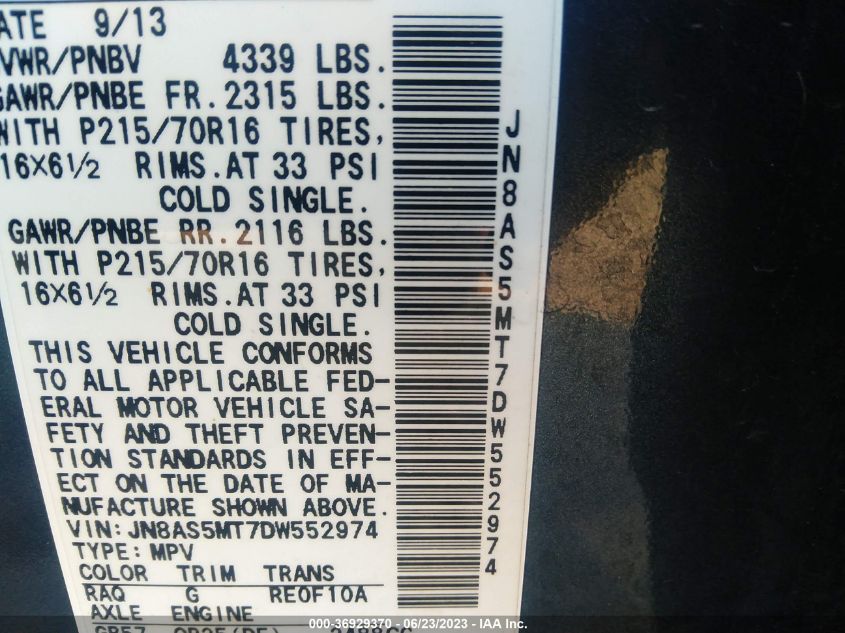 ATE 9/13
VWR/PNBV 4339 LBS.
GAWR/PNBE FR.2315 LBS.
WITH P215/70R16 TIRES,
16X6½ RIMS.AT 33 PSI
COLD SINGLE.
GAWR/PNBE RR.2116 LBS.
WITH P215/70R16 TIRES,
16X6½ RIMS.AT 33 PSI
COLD SINGLE.
THIS VEHICLE CONFORMS
TO ALL APPLICABLE FED-
ERAL MOTOR VEHICLE SA-
FETY AND THEFT PREVEN-
TION STANDARDS IN EFF-
ECT ON THE DATE OF MA-
NUFACTURE SHOWN ABOVE.
VIN:JN8AS5MT7DW552974
TYPE:MPV
COLOR TRIM TRANS
RAQ G RE0F10A
AXLE ENGINE
JN8AS5MT7DW552974
36929370 - 06/23/2023 - IAA Inc.